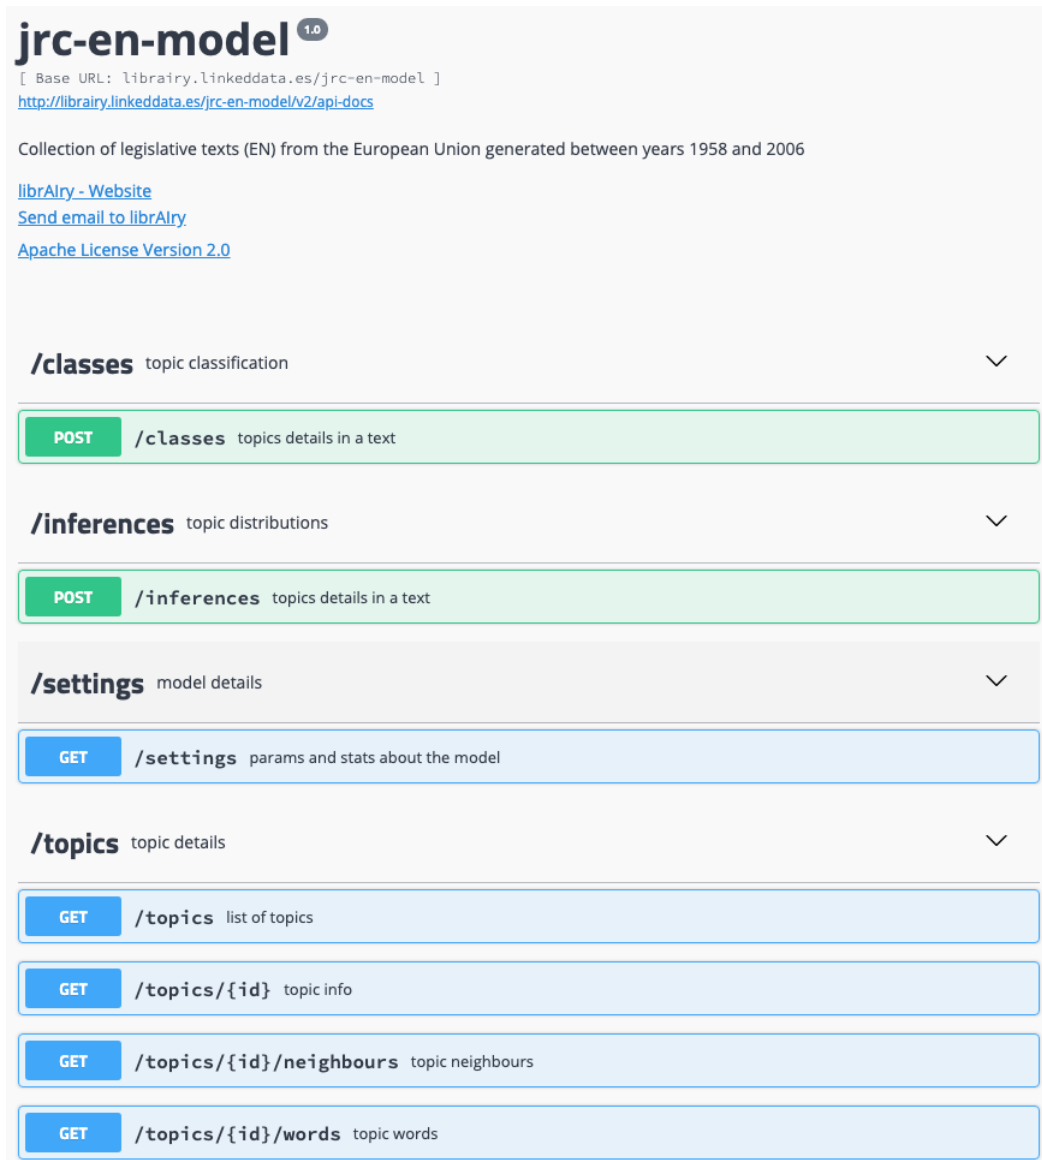 jrc-en-model 1.0
[ Base URL: librairy.linkeddata.es/jrc-en-model ]
http://librairy.linkeddata.es/jrc-en-model/v2/api-docs
Collection of legislative texts (EN) from the European Union generated between years 1958 and 2006
librAIry - Website
Send email to librAIry
Apache License Version 2.0
/classes topic classification
POST /classes topics details in a text
/inferences topic distributions
POST /inferences topics details in a text
/settings model details
GET /settings params and stats about the model
/topics topic details
GET /topics list of topics
GET /topics/{id} topic info
GET /topics/{id}/neighbours topic neighbours
GET /topics/{id}/words topic words